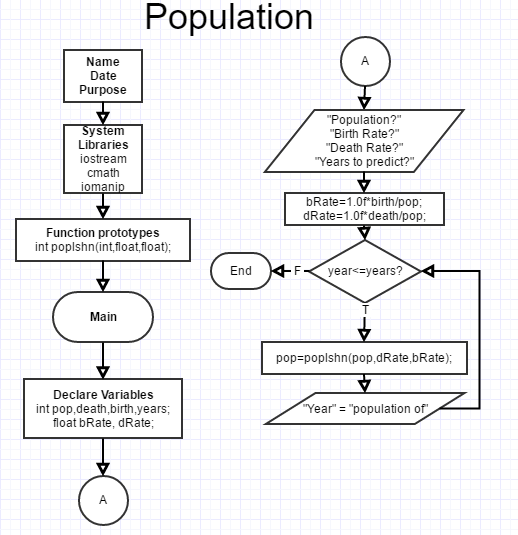 Population
Name
Date
Purpose
System
Libraries
iostream
cmath
iomanip
Function prototypes
int poplshn(int,float,float);
Main
Declare Variables
int pop,death,birth,years;
float bRate, dRate;
A
A
"Population?"
"Birth Rate?"
"Death Rate?"
"Years to predict?"
bRate=1.0f*birth/pop;
dRate=1.0f*death/pop;
year<=years?
F
End
T
pop=poplshn(pop,dRate,bRate);
"Year" = "population of"